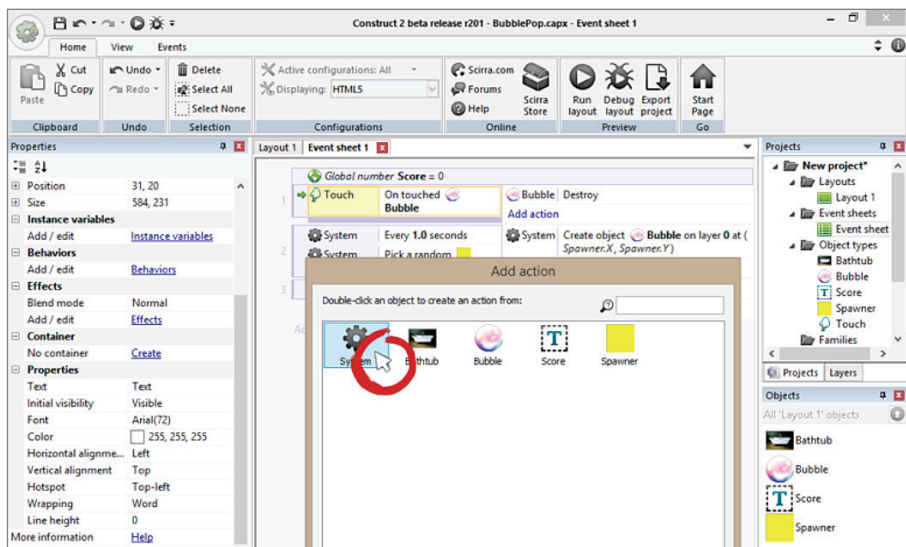 Construct 2 beta release r201 - BubblePop.capx - Event sheet 1
Home View Events
Paste
Cut
Copy
Clipboard
Undo
Redo
Undo
Delete
Select All
Select None
Selection
Active configurations: All
Displaying: HTML5
Configurations
Scirra.com
Forums
Help
Scirra Store
Online
Run layout
Debug layout
Export project
Preview
Start Page
Go
Properties
Position 31, 20
Size 584, 231
Instance variables
Add / edit Instance variables
Behaviors
Add / edit Behaviors
Effects
Blend mode Normal
Add / edit Effects
Container
No container Create
Properties
Text Text
Initial visibility Visible
Font Arial(72)
Color 255, 255, 255
Horizontal alignme... Left
Vertical alignment Top
Hotspot Top-left
Wrapping Word
Line height 0
More information Help
Layout 1 Event sheet 1
Global number Score = 0
1 Touch On touched Bubble
Bubble Destroy
Add action
2 System Every 1.0 seconds
System Pick a random
System Create object Bubble on layer 0 at (
Spawner.X, Spawner.Y)
3
Add action
Double-click an object to create an action from:
System Bathtub Bubble Score Spawner
Projects
New project*
Layouts
Layout 1
Event sheets
Event sheet
Object types
Bathtub
Bubble
Score
Spawner
Touch
Families
Projects Layers
Objects
All 'Layout 1' objects
Bathtub
Bubble
Score
Spawner